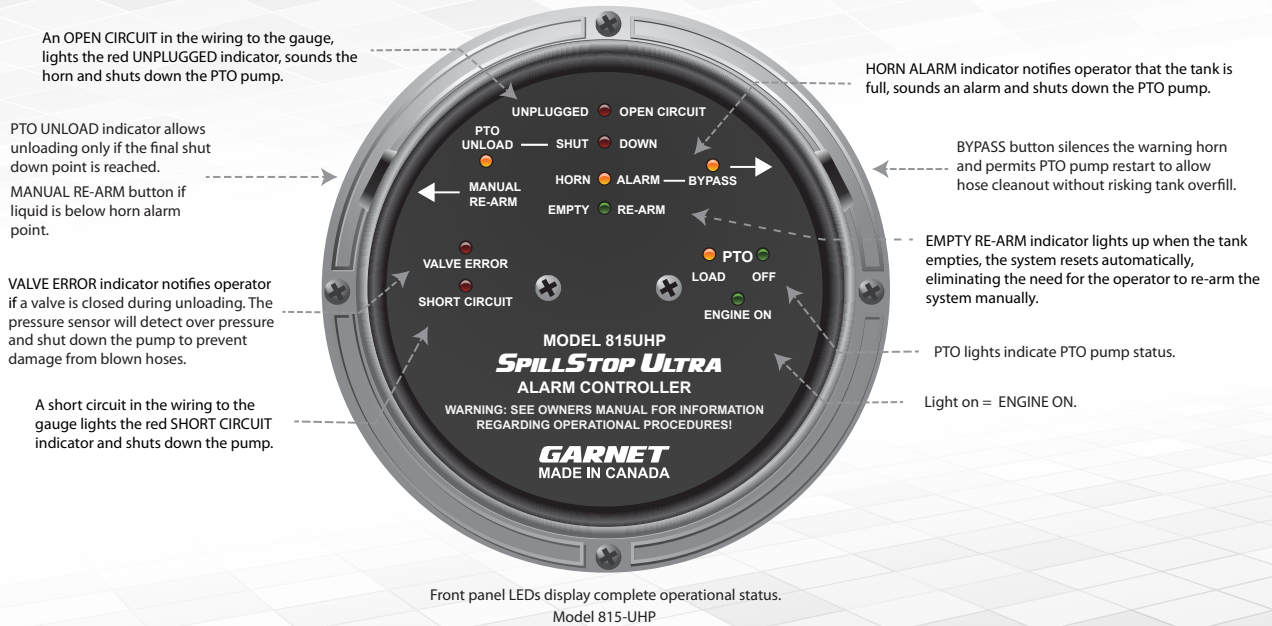 An OPEN CIRCUIT in the wiring to the gauge,
lights the red UNPLUGGED indicator, sounds the
horn and shuts down the PTO pump.
PTO UNLOAD indicator allows
unloading only if the final shut
down point is reached.
MANUAL RE-ARM button if
liquid is below horn alarm
point.
VALVE ERROR indicator notifies operator
if a valve is closed during unloading. The
pressure sensor will detect over pressure
and shut down the pump to prevent
damage from blown hoses.
A short circuit in the wiring to the
gauge lights the red SHORT CIRCUIT
indicator and shuts down the pump.
UNPLUGGED OPEN CIRCUIT
PTO
UNLOAD SHUT DOWN
HORN ALARM BYPASS
MANUAL
RE-ARM
EMPTY RE-ARM
VALVE ERROR
SHORT CIRCUIT
PTO
LOAD OFF
ENGINE ON
MODEL 815UHP
SPILLSTOP ULTRA
ALARM CONTROLLER
WARNING: SEE OWNERS MANUAL FOR INFORMATION
REGARDING OPERATIONAL PROCEDURES!
GARNET
MADE IN CANADA
HORN ALARM indicator notifies operator that the tank is
full, sounds an alarm and shuts down the PTO pump.
BYPASS button silences the warning horn
and permits PTO pump restart to allow
hose cleanout without risking tank overfill.
EMPTY RE-ARM indicator lights up when the tank
empties, the system resets automatically,
eliminating the need for the operator to re-arm the
system manually.
PTO lights indicate PTO pump status.
Light on = ENGINE ON.
Front panel LEDs display complete operational status.
Model 815-UHP